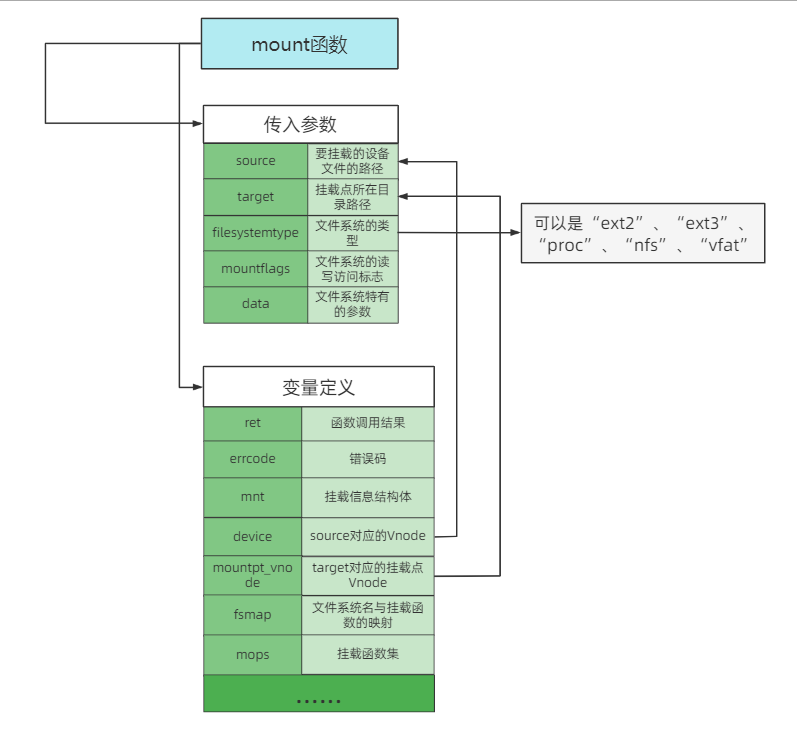 mount函数
传入参数
source
要挂载的设备
文件的路径
target
挂载点所在目
录路径
filesystemtype
文件系统的类
型
可以是“ext2”、“ext3”、
“proc”、“nfs”、“vfat”
mountflags
文件系统的读
写访问标志
data
文件系统特有
的参数
变量定义
ret
函数调用结果
errcode
错误码
mnt
挂载信息结构体
device
source对应的Vnode
mountpt_vno
de
target对应的挂载点
Vnode
fsmap
文件系统名与挂载函
数的映射
mops
挂载函数集
......